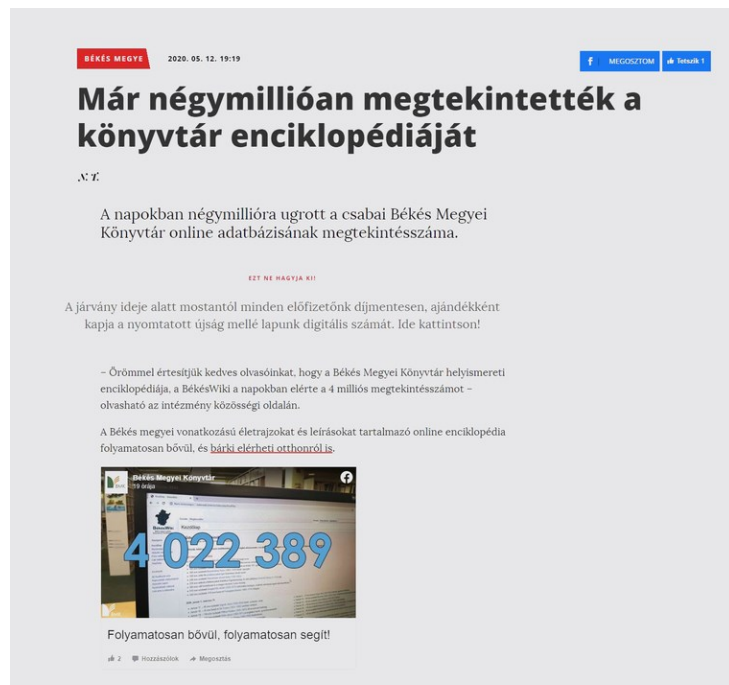 BÉKÉS MEGYE
2020. 05. 12. 19:19
MEGOSZTOM
Tetszik 1
Már négymillióan megtekintették a
könyvtár enciklopédiáját
N. T.
A napokban négymillióra ugrott a csabai Békés Megyei
Könyvtár online adatbázisának megtekintésszáma.
EZT NE HAGYJA KI!
A járvány ideje alatt mostantól minden előfizetőnk díjmentesen, ajándékként
kapja a nyomtatott újság mellé lapunk digitális számát. Ide kattintson!
– Örömmel értesítjük kedves olvasóinkat, hogy a Békés Megyei Könyvtár helyismereti
enciklopédiája, a BékésWiki a napokban elérte a 4 milliós megtekintésszámot –
olvasható az intézmény közösségi oldalán.
A Békés megyei vonatkozású életrajzokat és leírásokat tartalmazó online enciklopédia
folyamatosan bővül, és bárki elérheti otthonról is.
Békés Megyei Könyvtár
19 órája
4 022 389
Folyamatosan bővül, folyamatosan segít!
2 Hozzászólok Megosztás